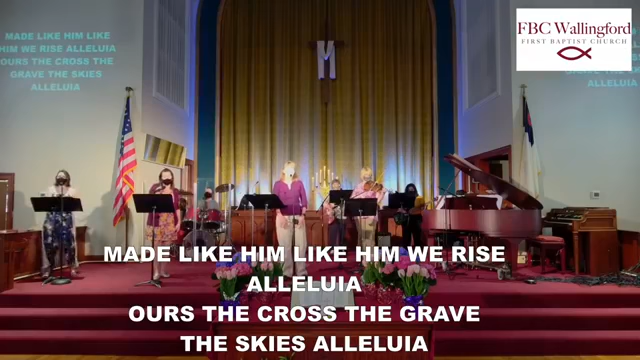 MADE LIKE HIM LIKE
HIM WE RISE ALLELUIA
OURS THE CROSS THE
GRAVE THE SKIES
ALLELUIA
FBC Wallingford
FIRST BAPTIST CHURCH
ALLELUIA
MADE LIKE HIM LIKE HIM WE RISE
ALLELUIA
OURS THE CROSS THE GRAVE
THE SKIES ALLELUIA